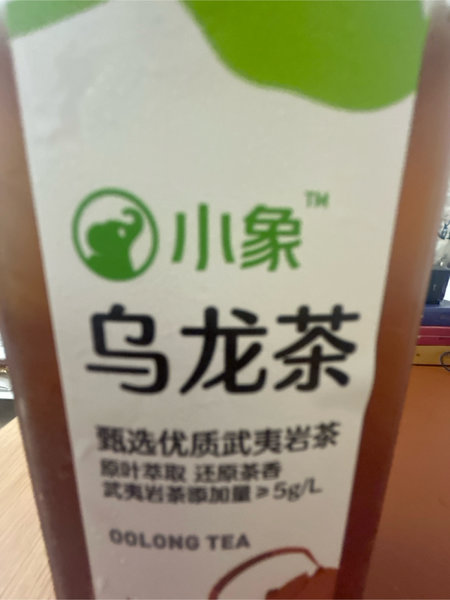 小象™
乌龙茶
甄选优质武夷岩茶
原叶萃取 还原茶香
武夷岩茶添加量≥5g/L
OOLONG TEA